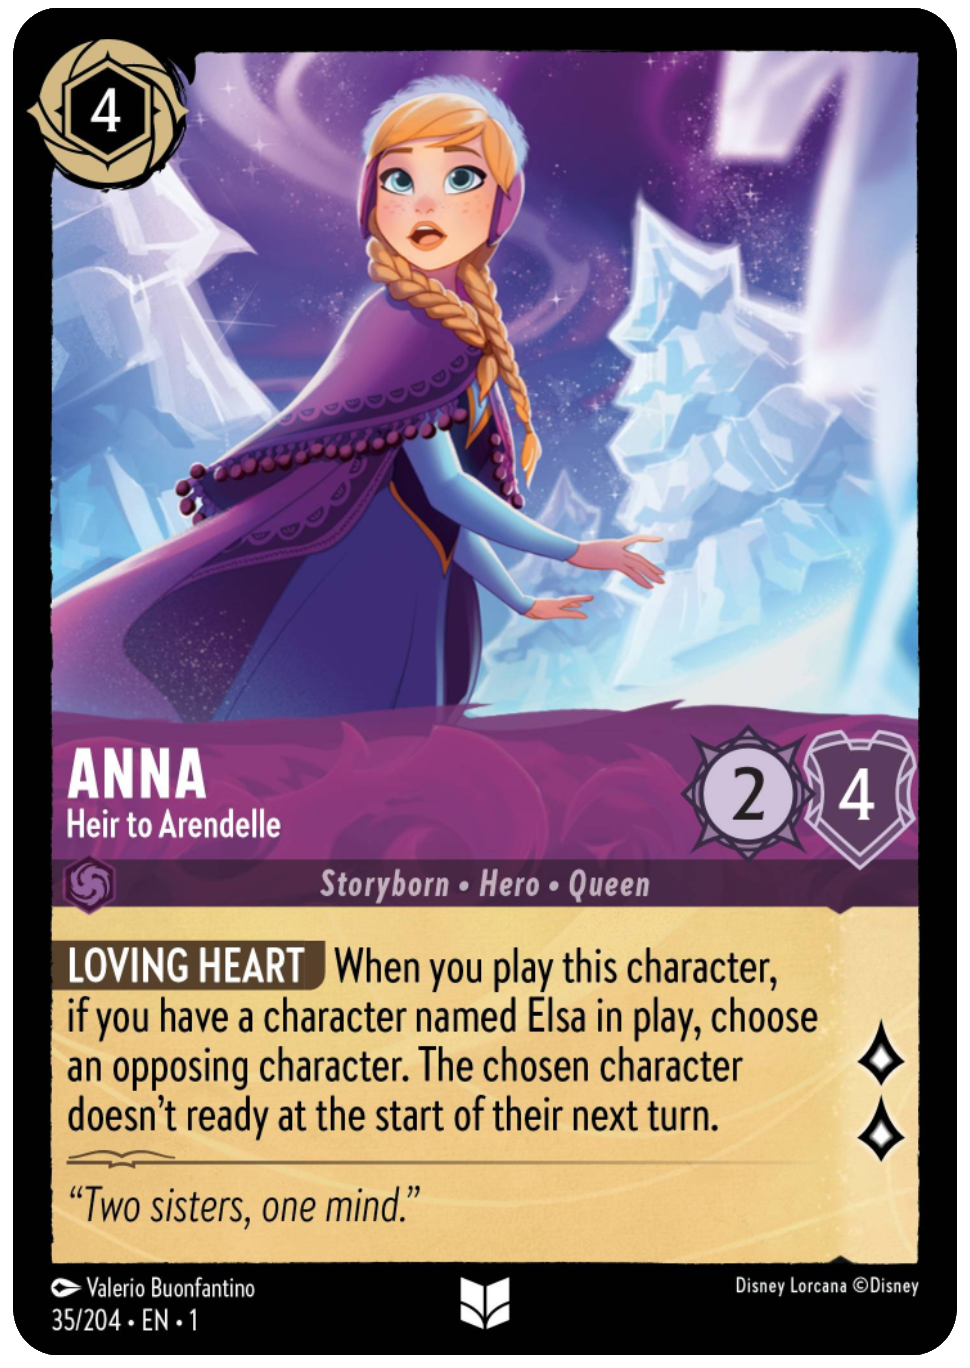 4
ANNA
Heir to Arendelle
2
4
Storyborn • Hero • Queen
LOVING HEART When you play this character,
if you have a character named Elsa in play, choose
an opposing character. The chosen character
doesn’t ready at the start of their next turn.
“Two sisters, one mind.”
Valerio Buonfantino
Disney Lorcana ©Disney
35/204 • EN • 1